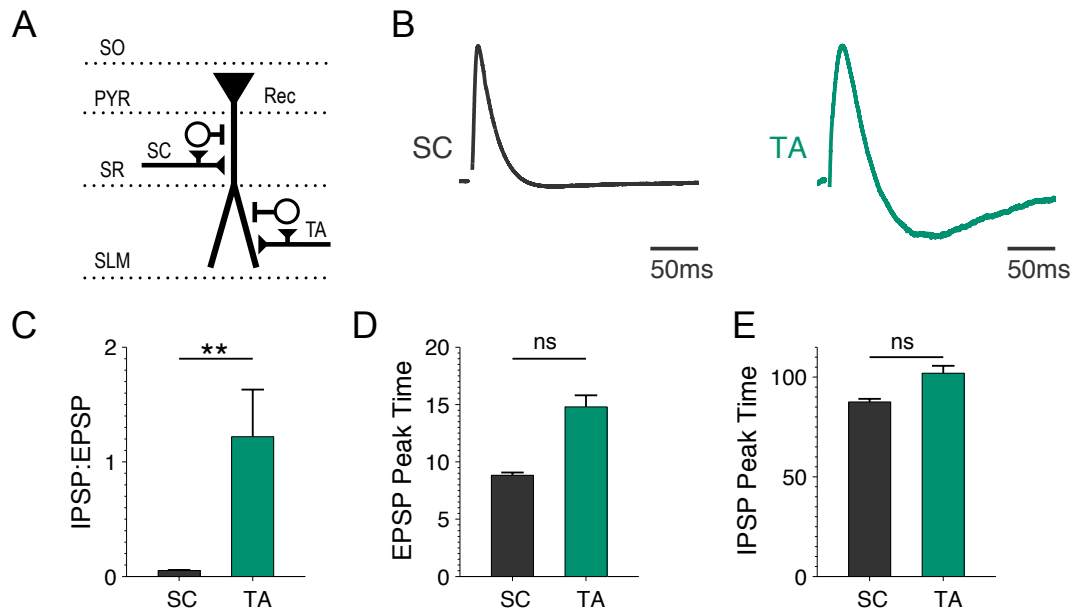 A
SO
PYR
Rec
SC
SR
TA
SLM
B
SC
50ms
TA
50ms
C
IPSP:EPSP
2
1
0
**
SC
TA
D
EPSP Peak Time
20
15
10
5
0
ns
SC
TA
E
IPSP Peak Time
100
50
0
ns
SC
TA